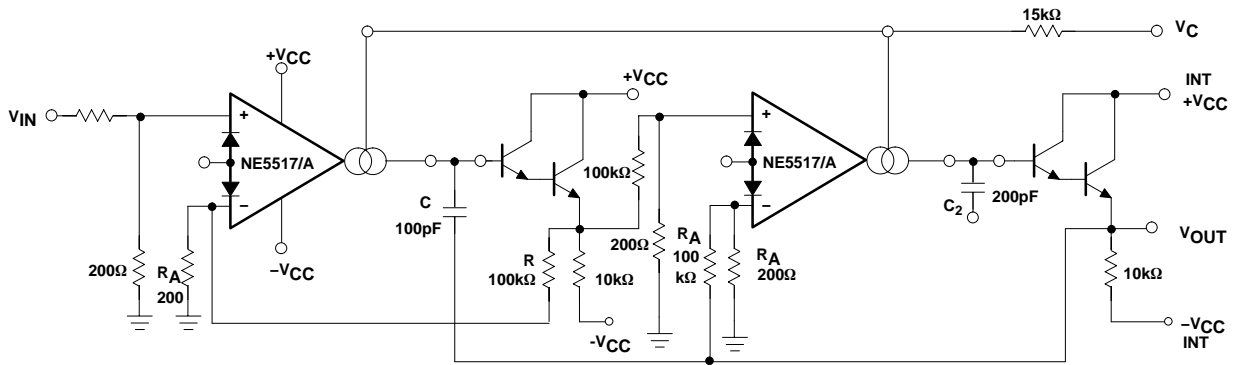 15kΩ
VC
+VCC
+VCC
INT
+VCC
VIN
+
NE5517/A
−
+
NE5517/A
−
100kΩ
C
100pF
C2
200pF
−VCC
200Ω
RA
200
R
100kΩ
10kΩ
-VCC
200Ω
RA
100
kΩ
RA
200Ω
VOUT
10kΩ
−VCC
INT